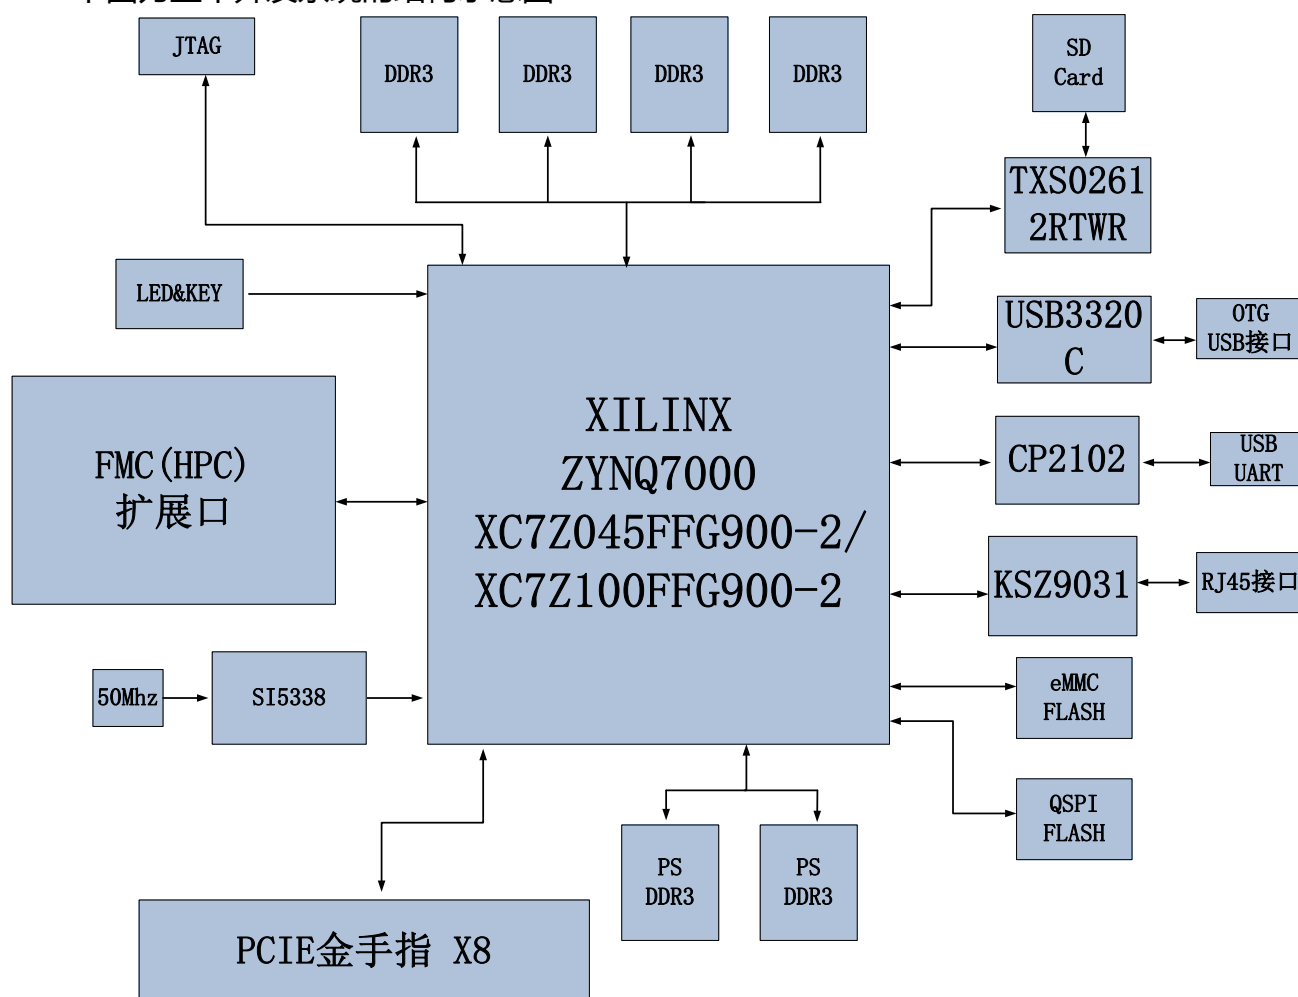 JTAG
DDR3
DDR3
DDR3
DDR3
SD
Card
TXS0261
2RTWR
LED&KEY
USB3320
C
OTG
USB接口
XILINX
ZYNQ7000
XC7Z045FFG900-2/
XC7Z100FFG900-2
FMC(HPC)
扩展口
CP2102
USB
UART
KSZ9031
RJ45接口
50Mhz
SI5338
eMMC
FLASH
QSPI
FLASH
PS
DDR3
PS
DDR3
PCIE金手指 X8